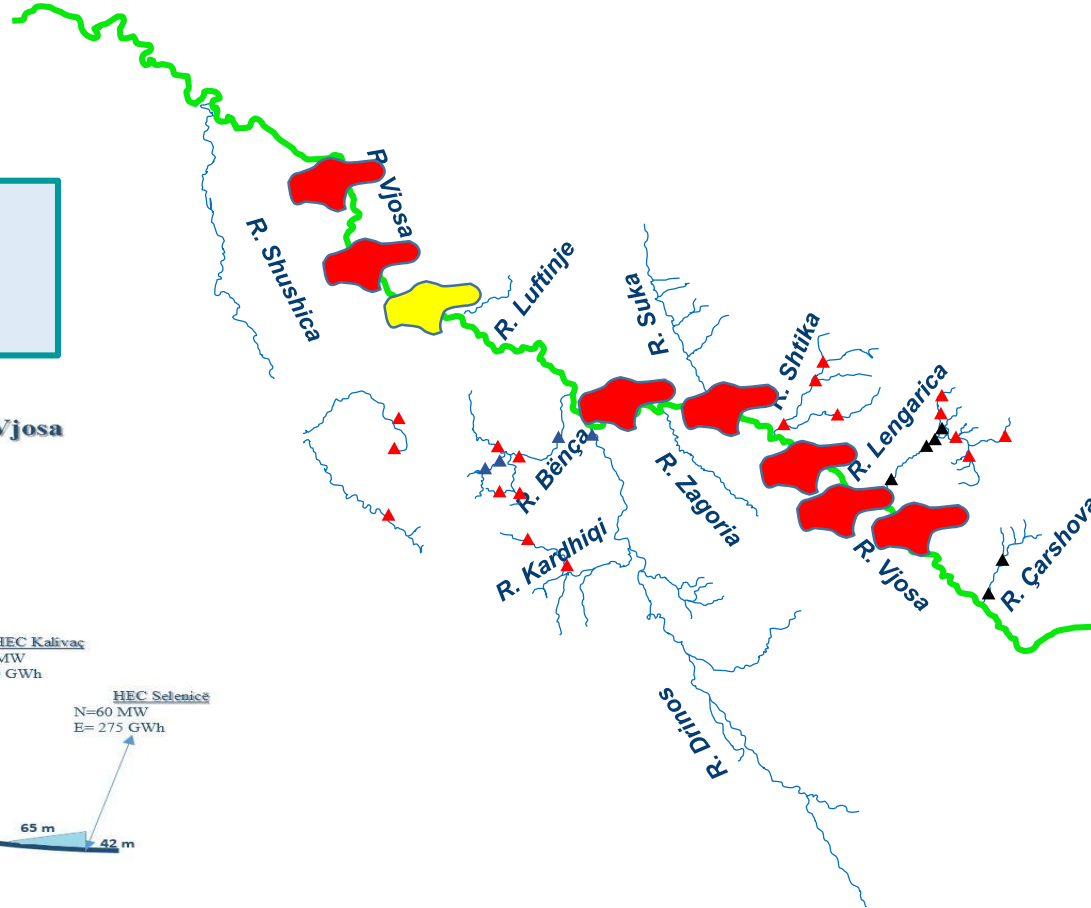 R. Vjosa
R. Shushica
R. Luftinje
R. Suka
R. Shtika
R. Lengarica
R. Bënça
R. Zagoria
R. Kardhiqi
R. Vjosa
R. Çarshova
R. Drinos
Vjosa
HEC Kalivaç
MW
GWh
HEC Selenicë
N=60 MW
E= 275 GWh
65 m
42 m